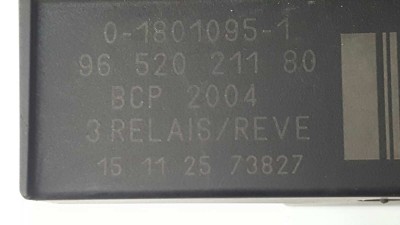 0-1801095-1
96 520 211 80
BCP 2004
3 RELAIS/REVE
15 11 25 73827